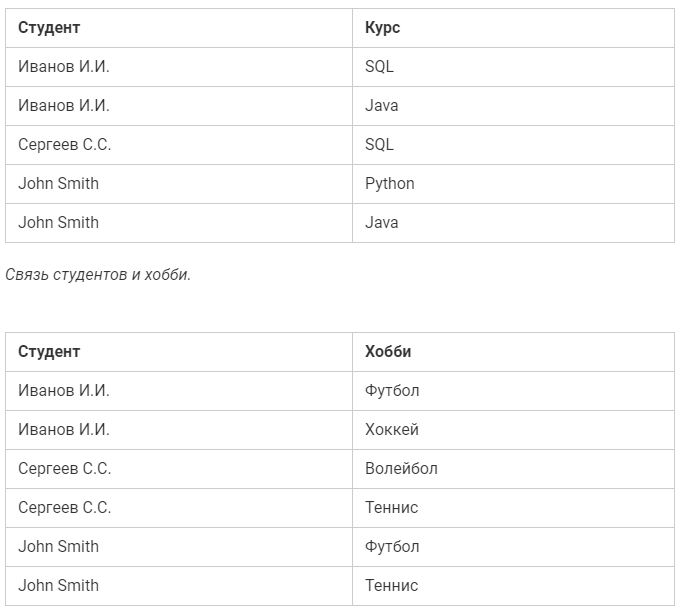 Студент Курс
Иванов И.И. SQL
Иванов И.И. Java
Сергеев С.С. SQL
John Smith Python
John Smith Java
Связь студентов и хобби.
Студент Хобби
Иванов И.И. Футбол
Иванов И.И. Хоккей
Сергеев С.С. Волейбол
Сергеев С.С. Теннис
John Smith Футбол
John Smith Теннис